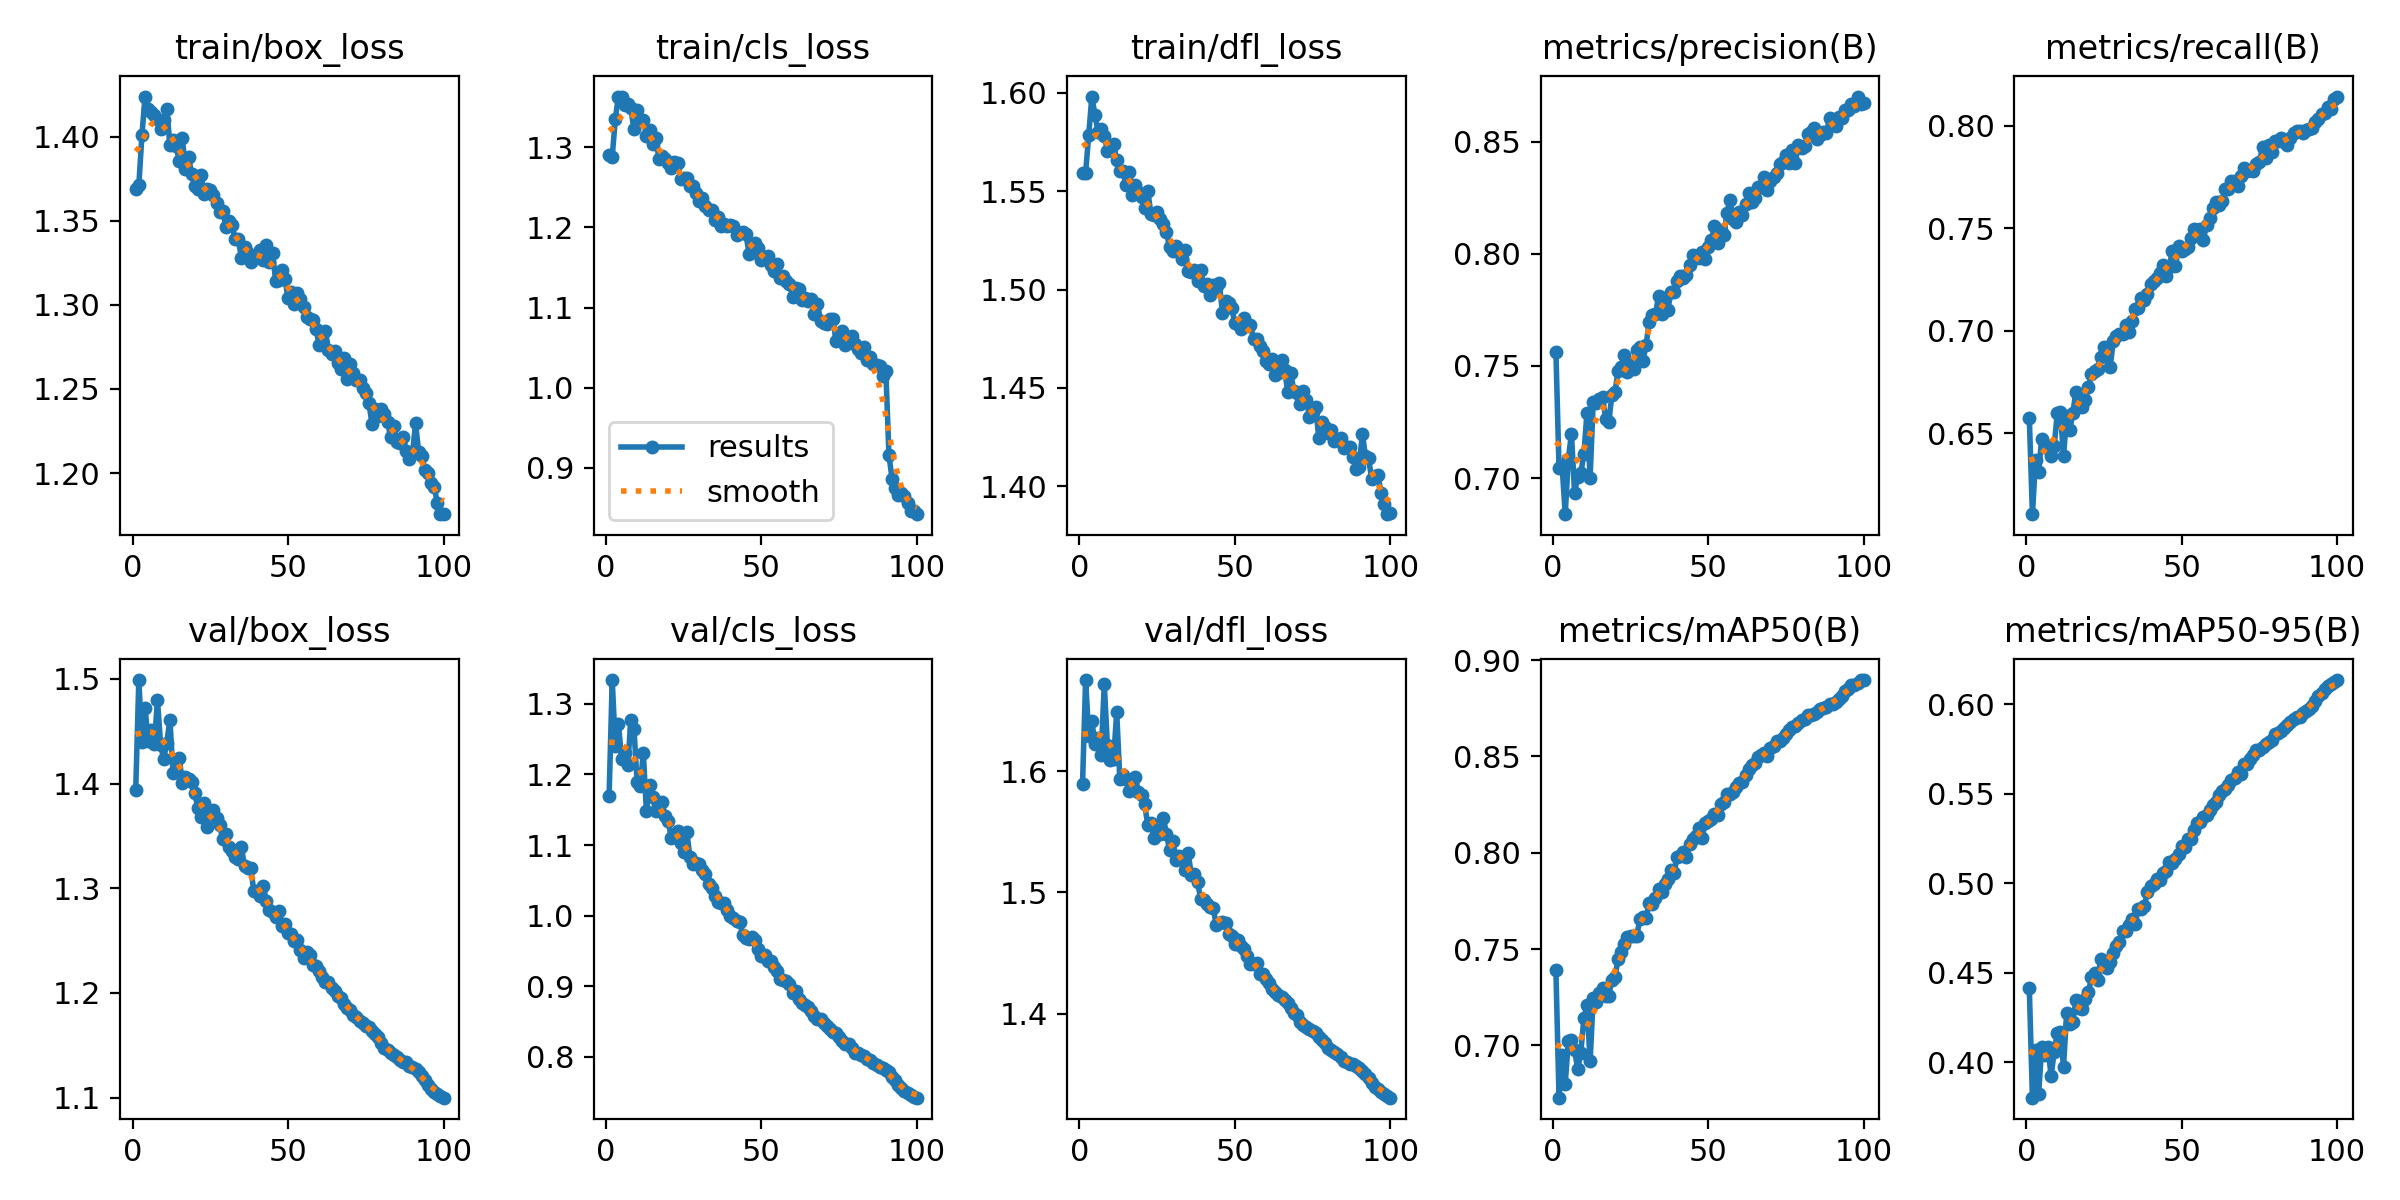 train/box_loss
1.40
1.35
1.30
1.25
1.20
0 50 100
train/cls_loss
1.3
1.2
1.1
1.0
0.9
results
smooth
0 50 100
train/dfl_loss
1.60
1.55
1.50
1.45
1.40
0 50 100
metrics/precision(B)
0.85
0.80
0.75
0.70
0 50 100
metrics/recall(B)
0.80
0.75
0.70
0.65
0 50 100
val/box_loss
1.5
1.4
1.3
1.2
1.1
0 50 100
val/cls_loss
1.3
1.2
1.1
1.0
0.9
0.8
0 50 100
val/dfl_loss
1.6
1.5
1.4
0 50 100
metrics/mAP50(B)
0.90
0.85
0.80
0.75
0.70
0 50 100
metrics/mAP50-95(B)
0.60
0.55
0.50
0.45
0.40
0 50 100